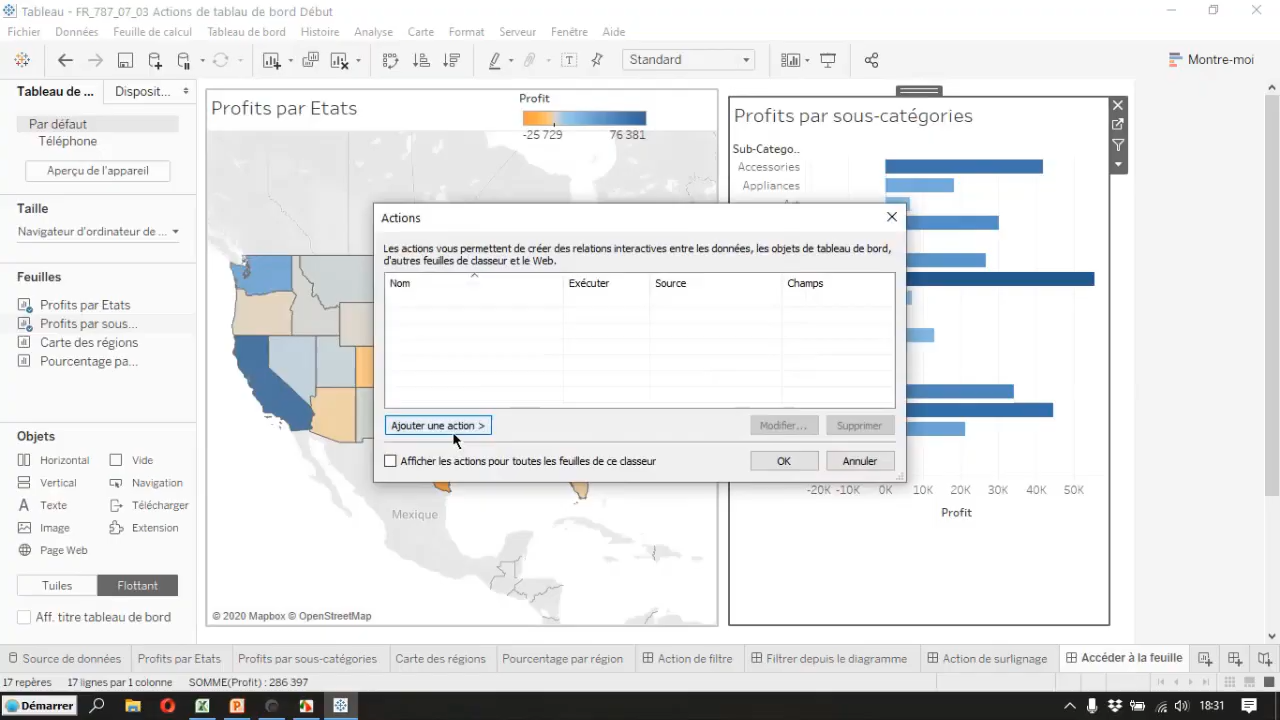 Tableau - FR_787_07_03 Actions de tablau de bord Début
Fichier Données Feuille de calcul Tableau de bord Histoire Analyse Carte Format Serveur Fenêtre Aide
Standard
Montre-moi
Tableau de ... Disposit...
Par défaut
Téléphone
Aperçu de l'appareil
Taille
Navigateur d'ordinateur de ...
Feuilles
Profits par Etats
Profits par sous...
Carte des régions
Pourcentage pa...
Objets
Horizontal Vide
Vertical Navigation
Texte Télécharger
Image Extension
Page Web
Tuiles Flottant
Aff. titre tableau de bord
Profits par Etats
Profit
-25 729 76 381
Mexique
© 2020 Mapbox © OpenStreetMap
Profits par sous-catégories
Sub-Catego..
Accessories
Appliances
-20K -10K 0K 10K 20K 30K 40K 50K
Profit
Actions
Les actions vous permettent de créer des relations interactives entre les données, les objets de tableau de bord,
d'autres feuilles de classeur et le Web.
Nom Exécuter Source Champs
Ajouter une action > Modifier... Supprimer
Afficher les actions pour toutes les feuilles de ce classeur OK Annuler
Source de données Profits par Etats Profits par sous-catégories Carte des régions Pourcentage par région Action de filtre Filtrer depuis le diagramme Action de surlignage Accéder à la feuille
17 repères 17 lignes par 1 colonne SOMME(Profit) : 286 397
Démarrer 18:31